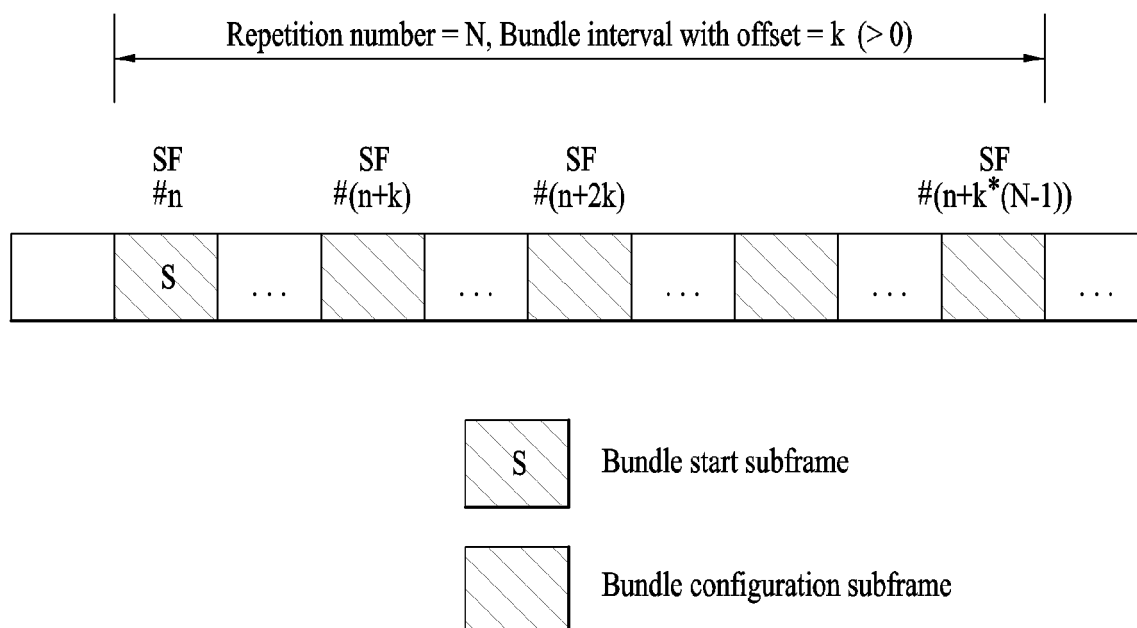 Repetition number = N, Bundle interval with offset = k (> 0)
SF SF SF SF
#n #(n+k) #(n+2k) #(n+k*(N-1))
S ... ... ... ... ...
S Bundle start subframe
Bundle configuration subframe